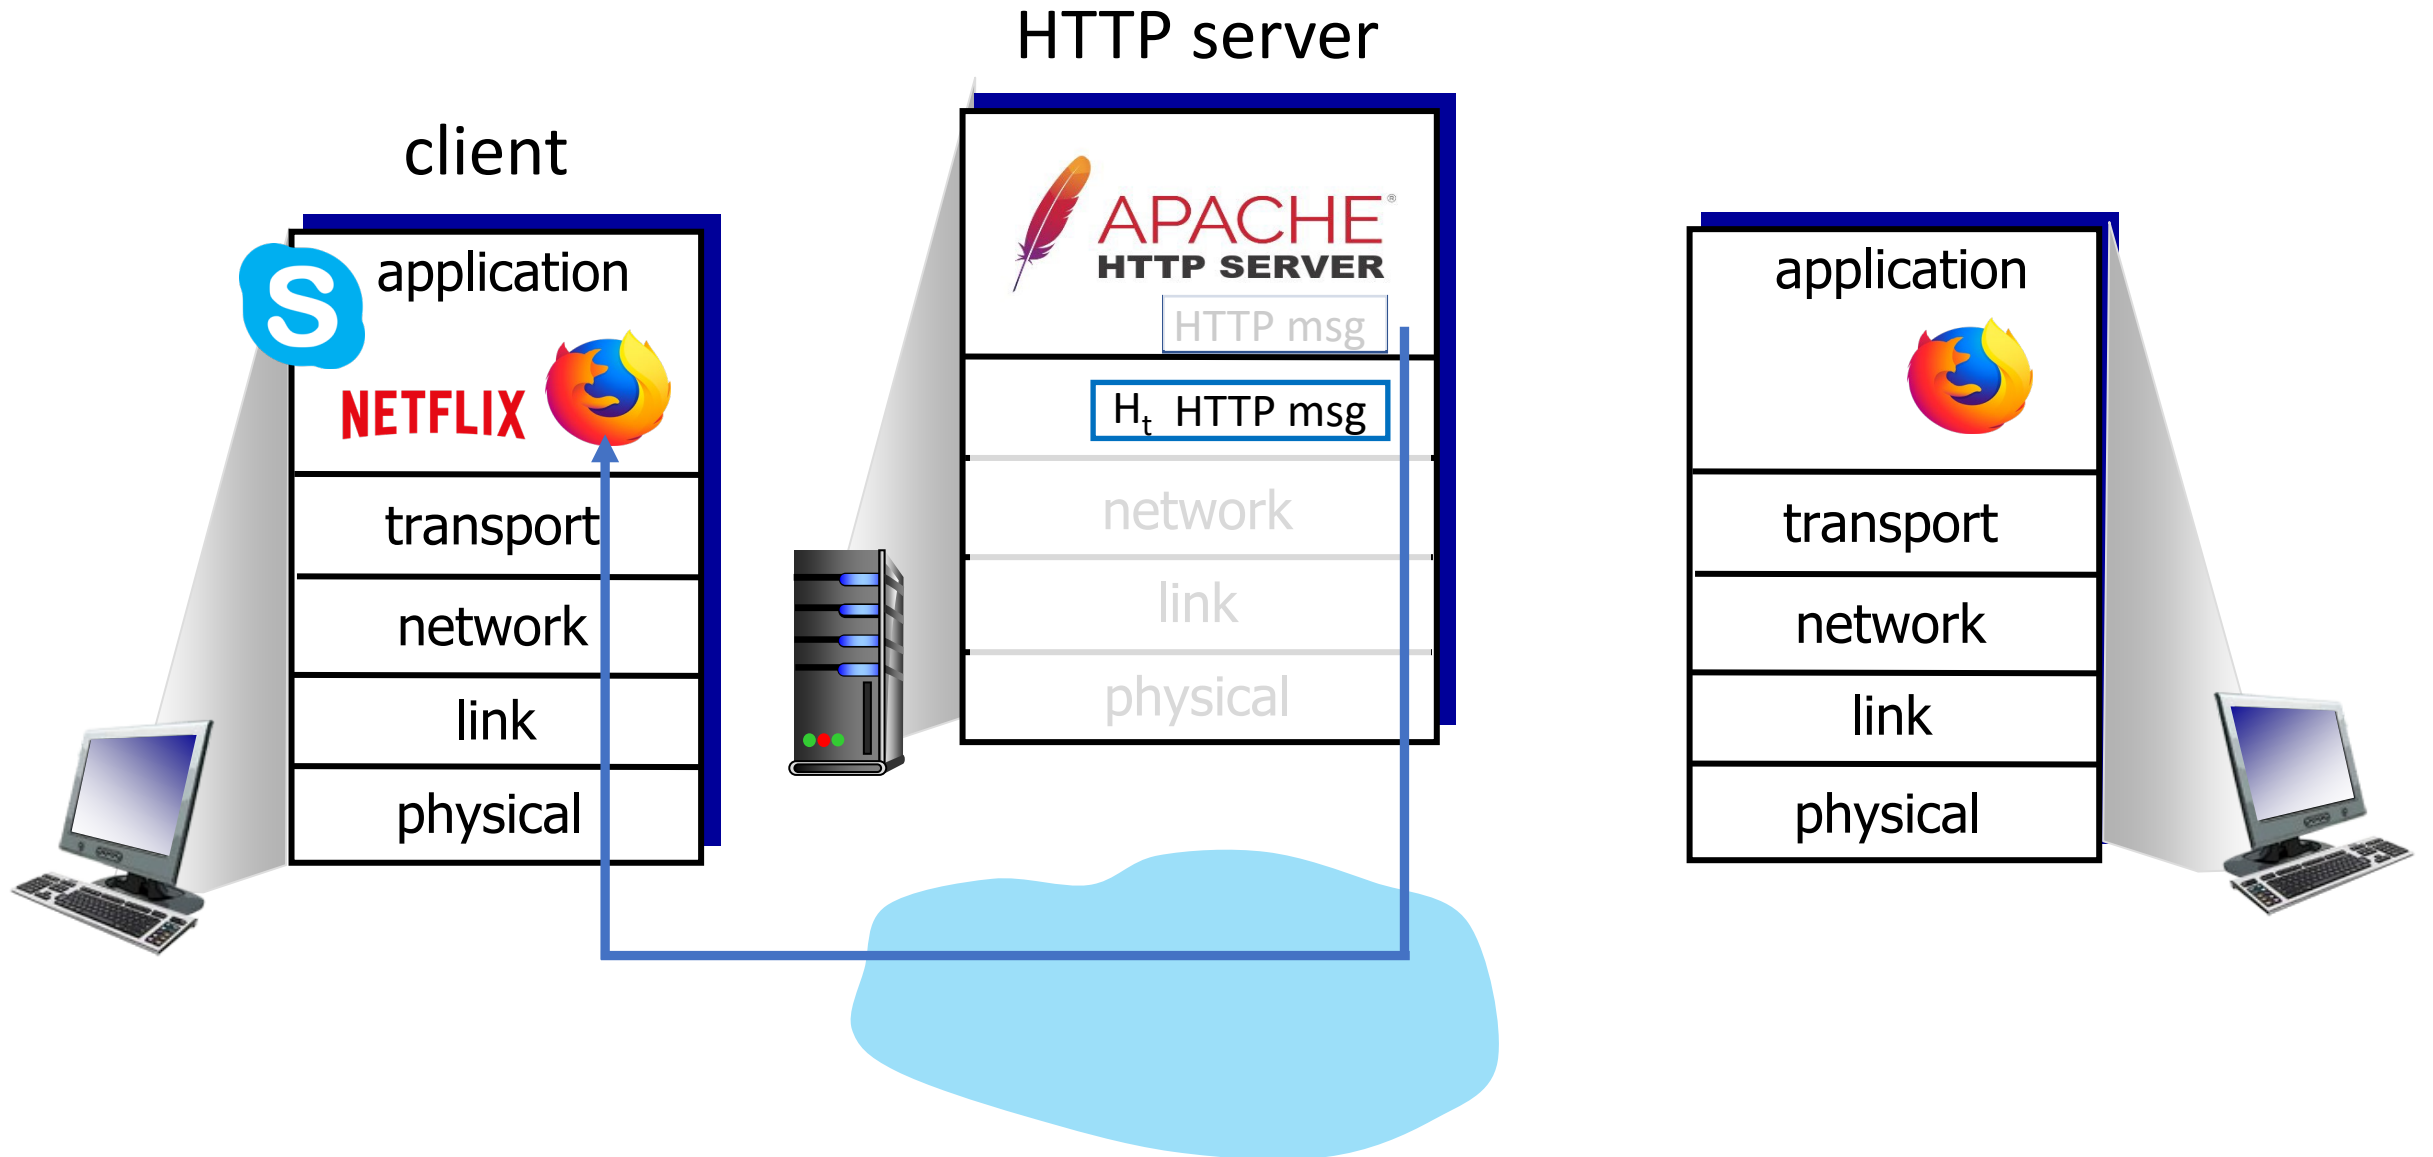 HTTP server
client
S
application
NETFLIX
transport
network
link
physical
APACHE®
HTTP SERVER
HTTP msg
Ht HTTP msg
network
link
physical
application
transport
network
link
physical